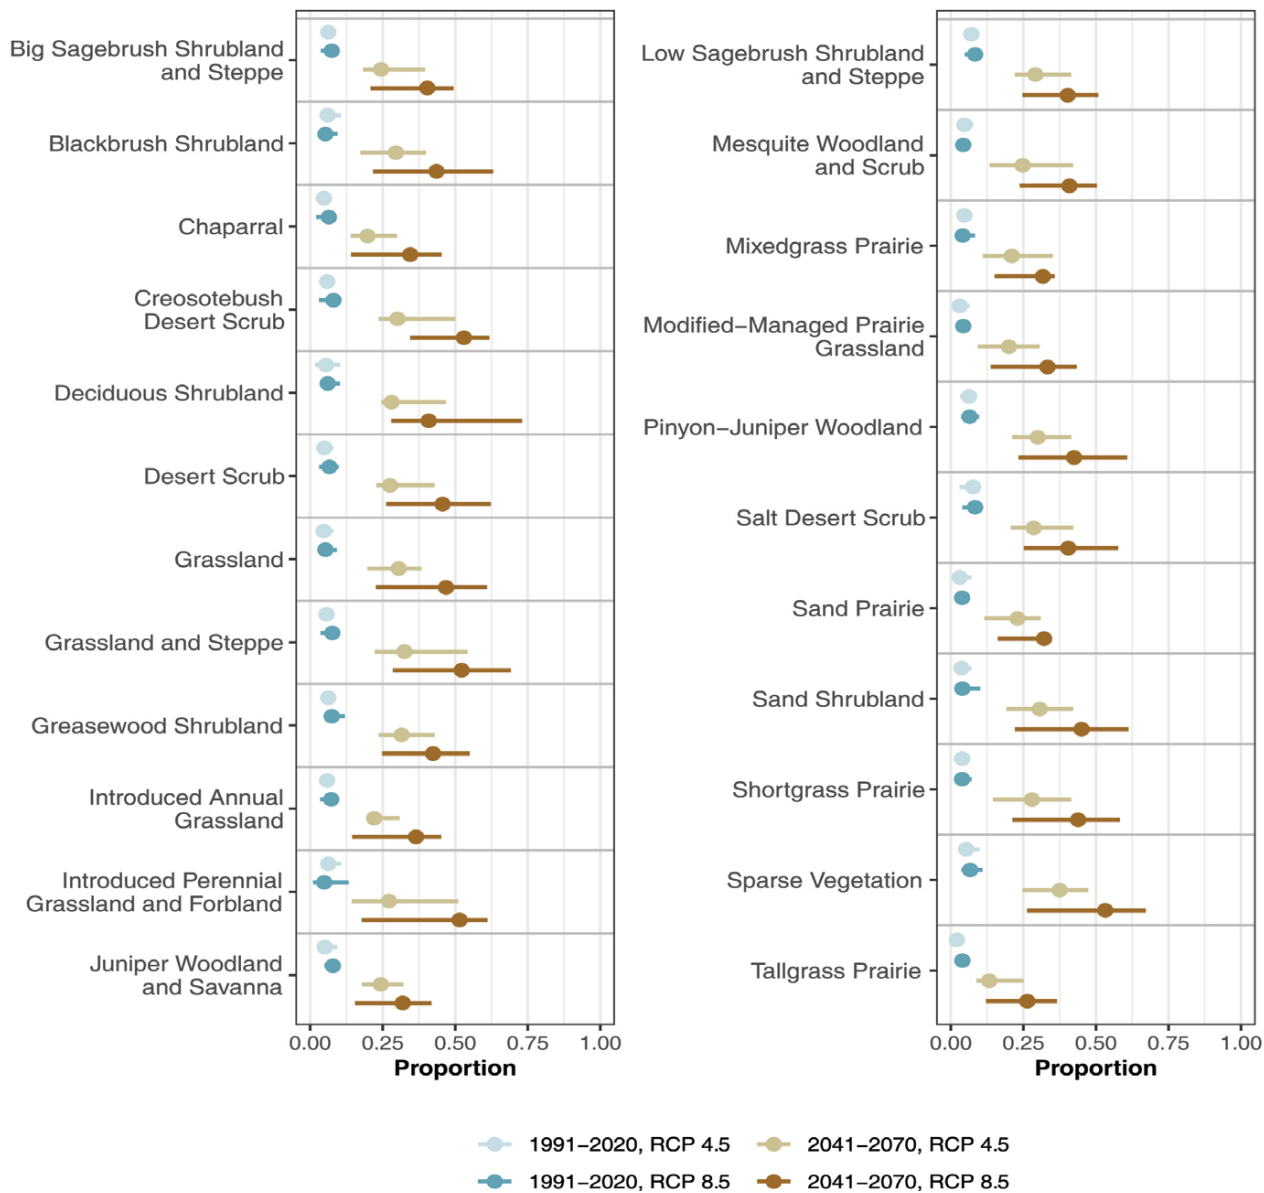 Big Sagebrush Shrubland
and Steppe
Blackbrush Shrubland
Chaparral
Creosotebush
Desert Scrub
Deciduous Shrubland
Desert Scrub
Grassland
Grassland and Steppe
Greasewood Shrubland
Introduced Annual
Grassland
Introduced Perennial
Grassland and Forbland
Juniper Woodland
and Savanna
0.00 0.25 0.50 0.75 1.00
Proportion
Low Sagebrush Shrubland
and Steppe
Mesquite Woodland
and Scrub
Mixedgrass Prairie
Modified−Managed Prairie
Grassland
Pinyon−Juniper Woodland
Salt Desert Scrub
Sand Prairie
Sand Shrubland
Shortgrass Prairie
Sparse Vegetation
Tallgrass Prairie
0.00 0.25 0.50 0.75 1.00
Proportion
1991−2020, RCP 4.5
2041−2070, RCP 4.5
1991−2020, RCP 8.5
2041−2070, RCP 8.5